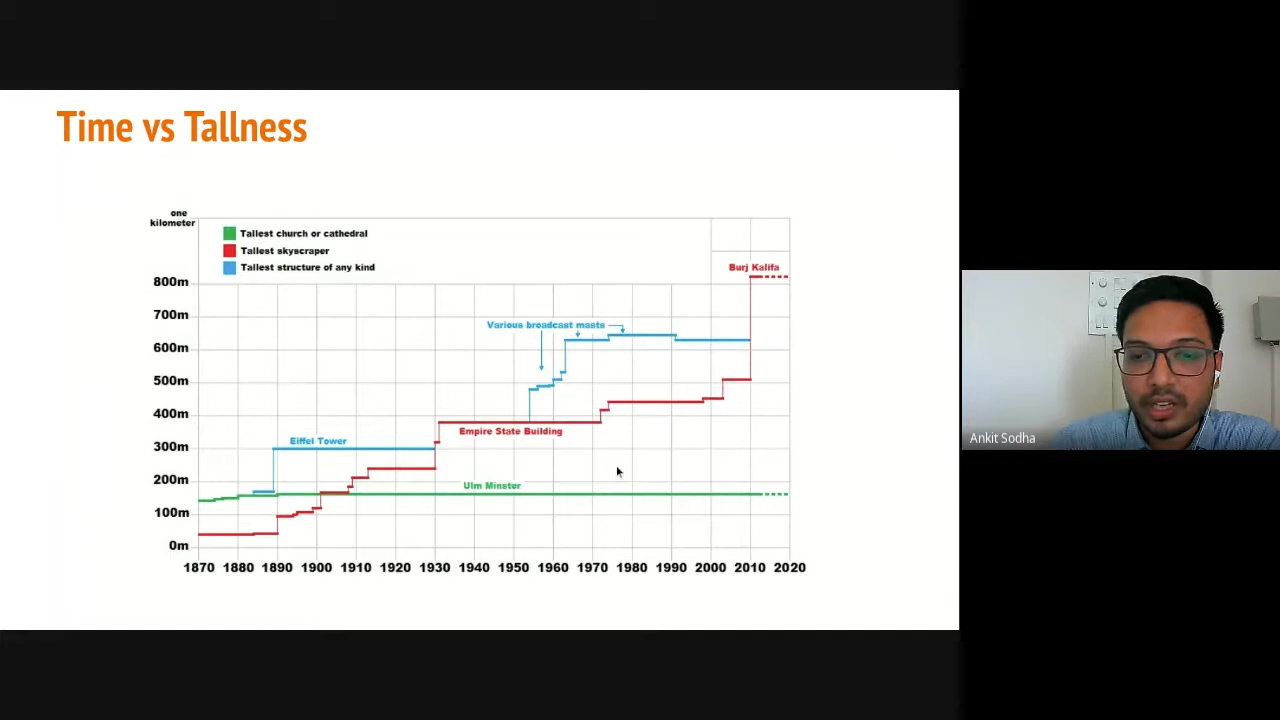 Time vs Tallness
one
kilometer
Tallest church or cathedral
Tallest skyscraper
Tallest structure of any kind
Burj Kalifa
800m
700m
Various broadcast masts
600m
500m
400m
Empire State Building
Eiffel Tower
300m
200m
Ulm Minster
100m
0m
1870 1880 1890 1900 1910 1920 1930 1940 1950 1960 1970 1980 1990 2000 2010 2020
Ankit Sodha